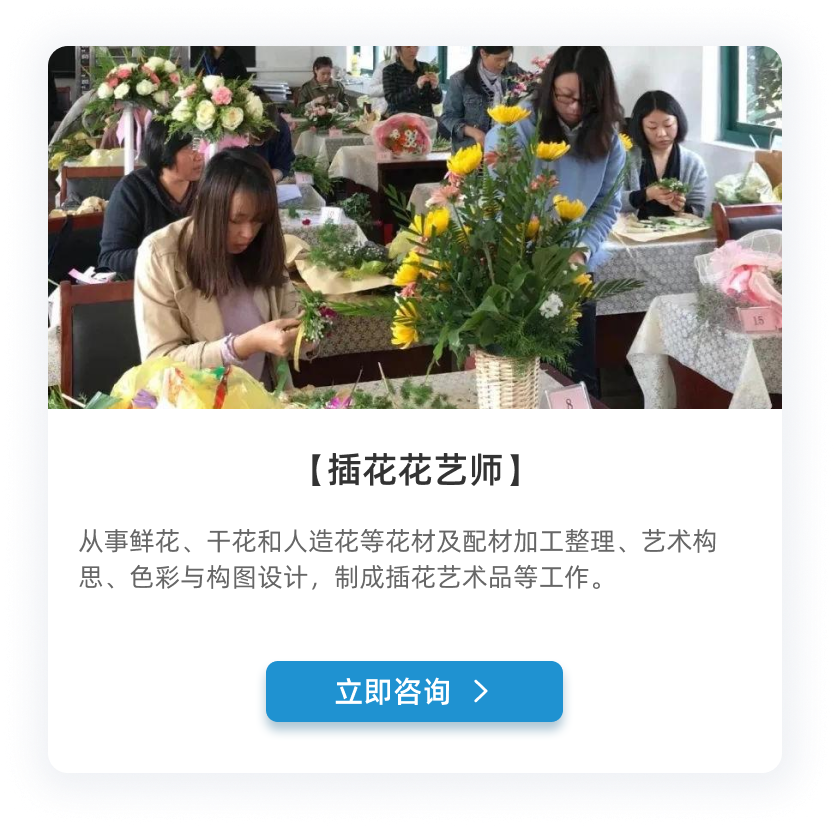 15
8
【插花花艺师】
从事鲜花、干花和人造花等花材及配材加工整理、艺术构
思、色彩与构图设计，制成插花艺术品等工作。
立即咨询